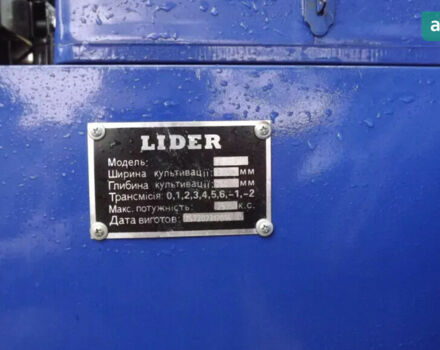 LIDER
Модель:
Ширина культивації: мм
Глибина культивації: мм
Трансмісія: 0,1,2,3,4,5,6,-1,-2
Макс. потужність: к.с.
Дата виготов:
a